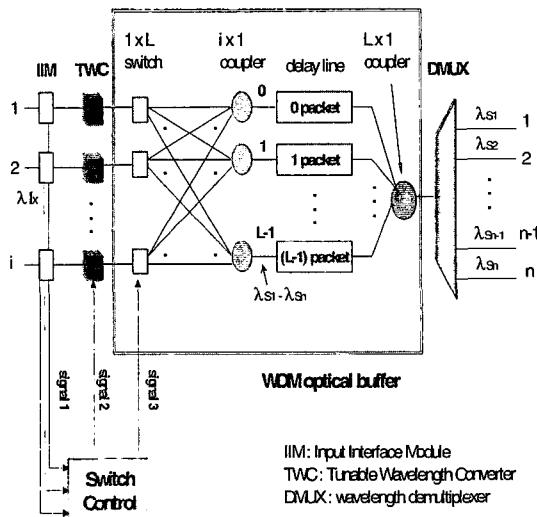 1 x L
switch
i x 1
coupler
delay line
L x 1
coupler
IIM
TWC
DMUX
0
1
0 packet
λS1
1
2
1
1 packet
λS2
2
λIx
L-1
λSn-1
n-1
i
(L-1) packet
λSn
n
λS1 - λSn
signal 1
signal 2
signal 3
WDM optical buffer
Switch
Control
IIM : Input Interface Module
TWC : Tunable Wavelength Converter
DMUX : wavelength demultiplexer